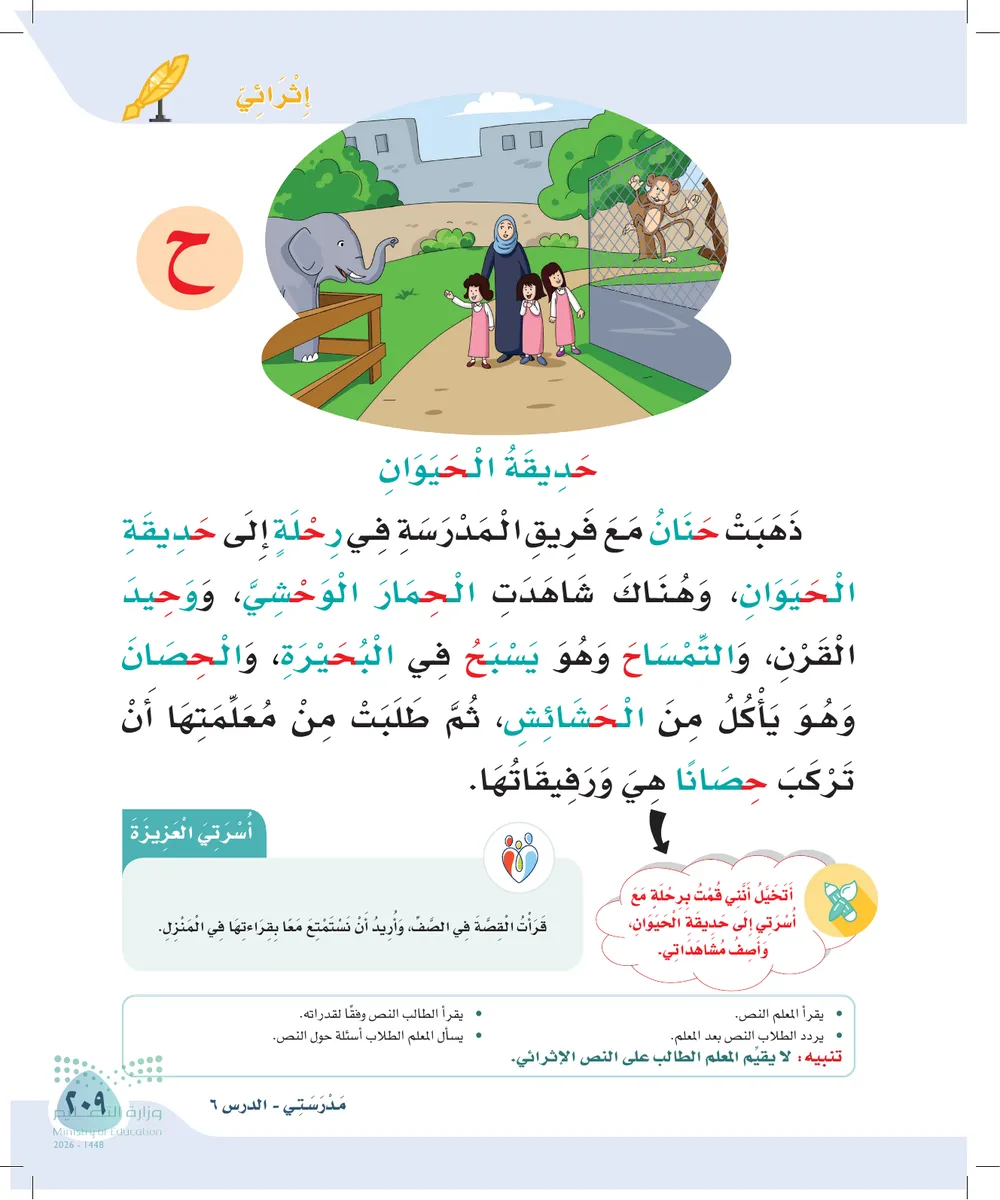 إِثْرَائِيّ
ح
حَدِيقَةُ الْحَيَوَانِ
ذَهَبَتْ حَنَانُ مَعَ فَرِيقِ الْمَدْرَسَةِ فِي رِحْلَةٍ إِلَى حَدِيقَةِ
الْحَيَوَانِ، وَهُنَاكَ شَاهَدَتِ الْحِمَارَ الْوَحْشِيَّ، وَوَحِيدَ
الْقَرْنِ، وَالتِّمْسَاحَ وَهُوَ يَسْبَحُ فِي الْبُحَيْرَةِ، وَالْحِصَانَ
وَهُوَ يَأْكُلُ مِنَ الْحَشَائِشِ، ثُمَّ طَلَبَتْ مِنْ مُعَلِّمَتِهَا أَنْ
تَرْكَبَ حِصَانًا هِيَ وَرَفِيقَاتُهَا.
أَتَخَيَّلُ أَنَّنِي قُمْتُ بِرِحْلَةٍ مَعَ
أُسْرَتِي إِلَى حَدِيقَةِ الْحَيَوَانِ،
وَأَصِفُ مُشَاهَدَاتِي.
أُسْرَتِيَ الْعَزِيزَةَ
قَرَأْتُ الْقِصَّةَ فِي الصَّفِّ، وَأُرِيدُ أَنْ نَسْتَمْتِعَ مَعًا بِقِرَاءَتِهَا فِي الْمَنْزِلِ.
• يقرأ المعلم النص.
• يردد الطلاب النص بعد المعلم.
• يقرأ الطالب النص وفقًا لقدراته.
• يسأل المعلم الطلاب أسئلة حول النص.
تنبيه: لا يقيِّم المعلم الطالب على النص الإثرائي.
مَدْرَسَتِي - الدرس ٦
٢٠٩
وزارة التعليم
Ministry of Education
2026 - 1448